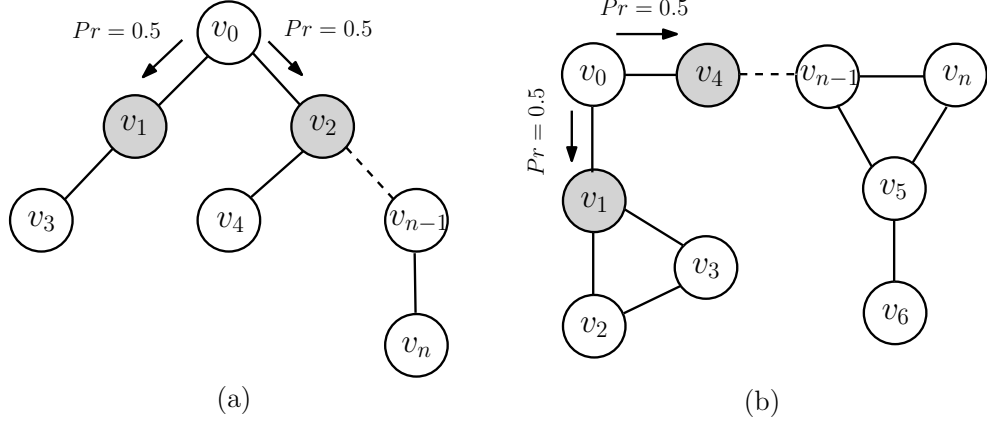 Pr = 0.5
v0
Pr = 0.5
v1
v2
v3
v4
vn−1
vn
(a)
Pr = 0.5
v0
v4
vn−1
vn
Pr = 0.5
v1
v5
v3
v2
v6
(b)